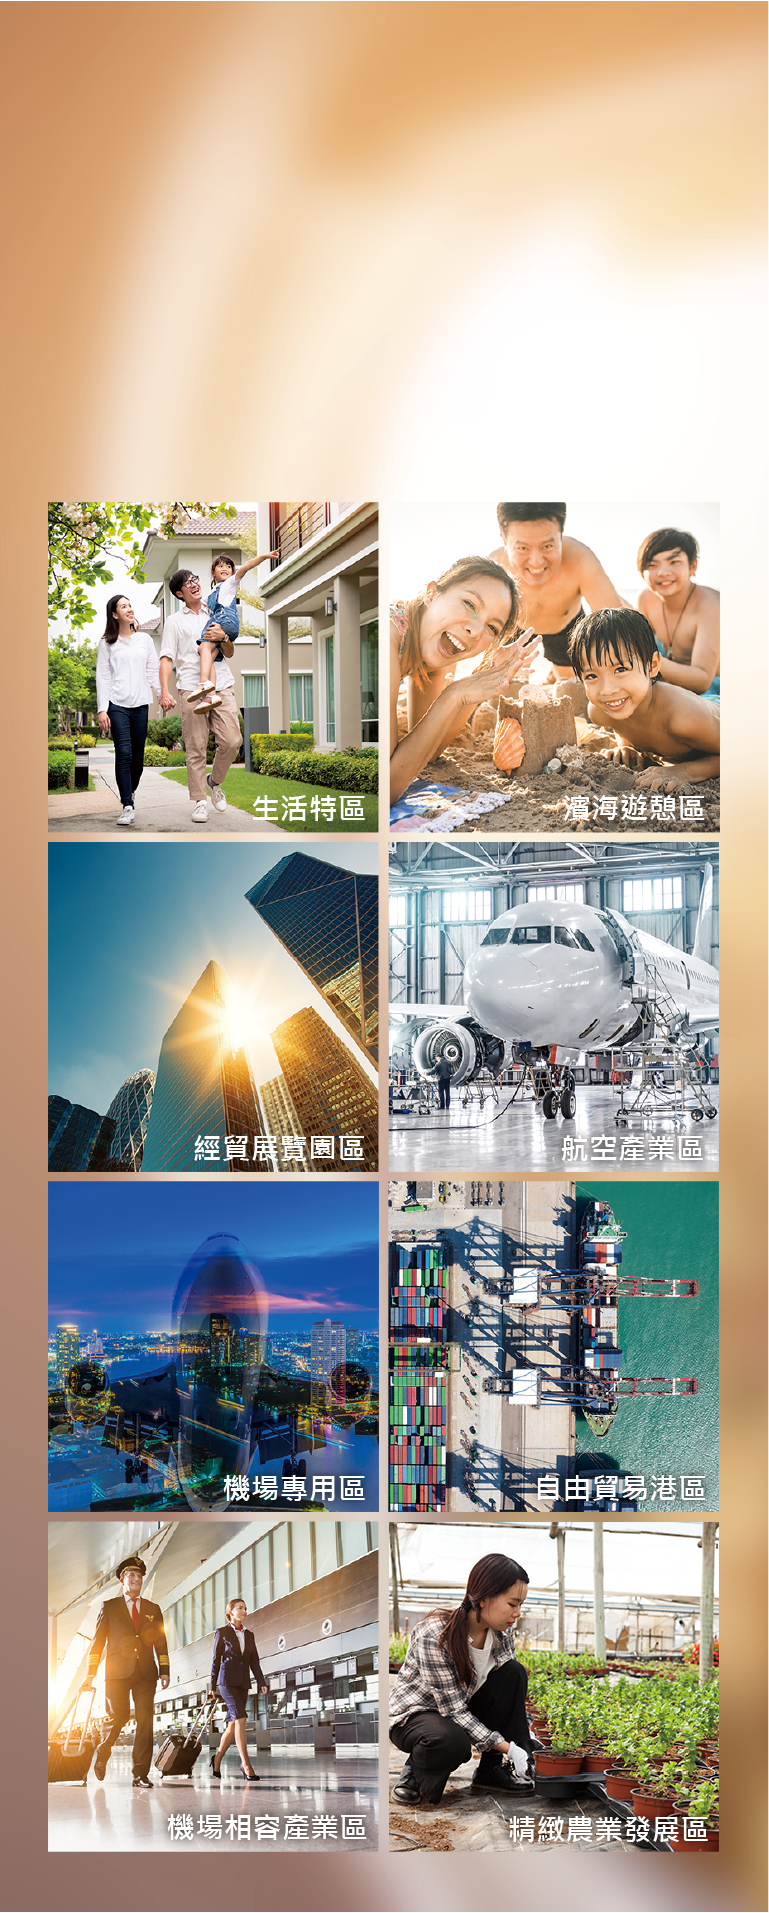 生活特區
濱海遊憩區
經貿展覽園區
航空產業區
機場專用區
自由貿易港區
機場相容產業區
精緻農業發展區